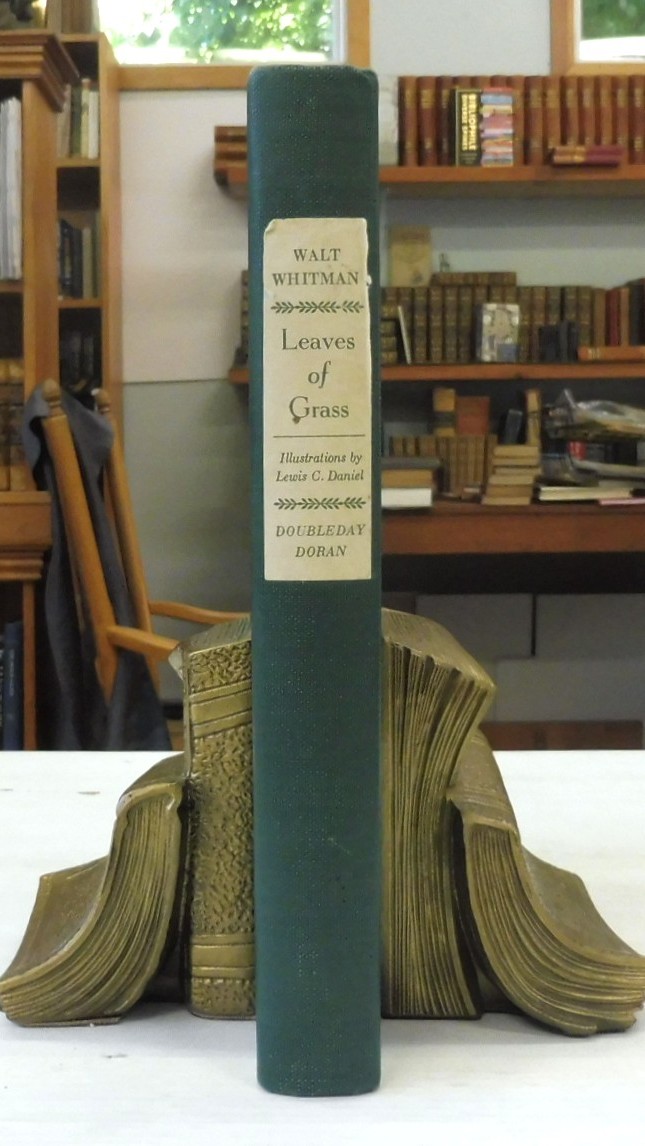 WALT
WHITMAN
Leaves
of
Grass
Illustrations by
Lewis C. Daniel
DOUBLEDAY
DORAN